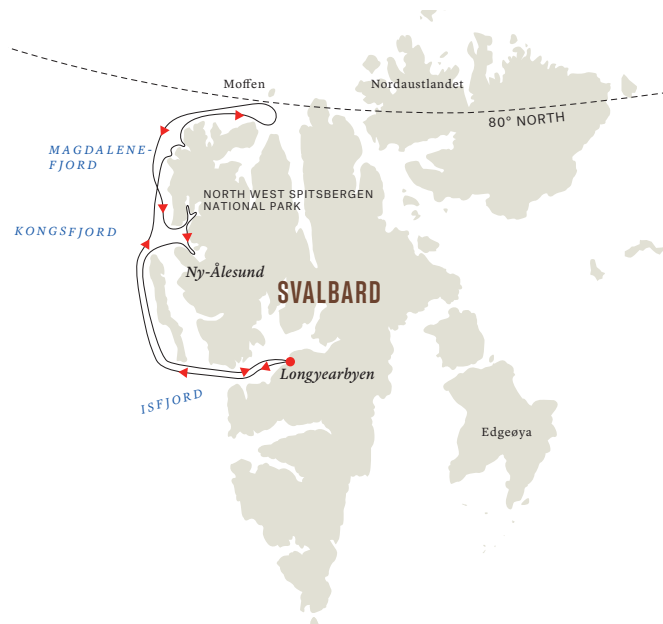 Moffen
Nordaustlandet
80° NORTH
MAGDALENE-
FJORD
NORTH WEST SPITSBERGEN
NATIONAL PARK
KONGSFJORD
Ny-Ålesund
SVALBARD
Longyearbyen
ISFJORD
Edgeøya